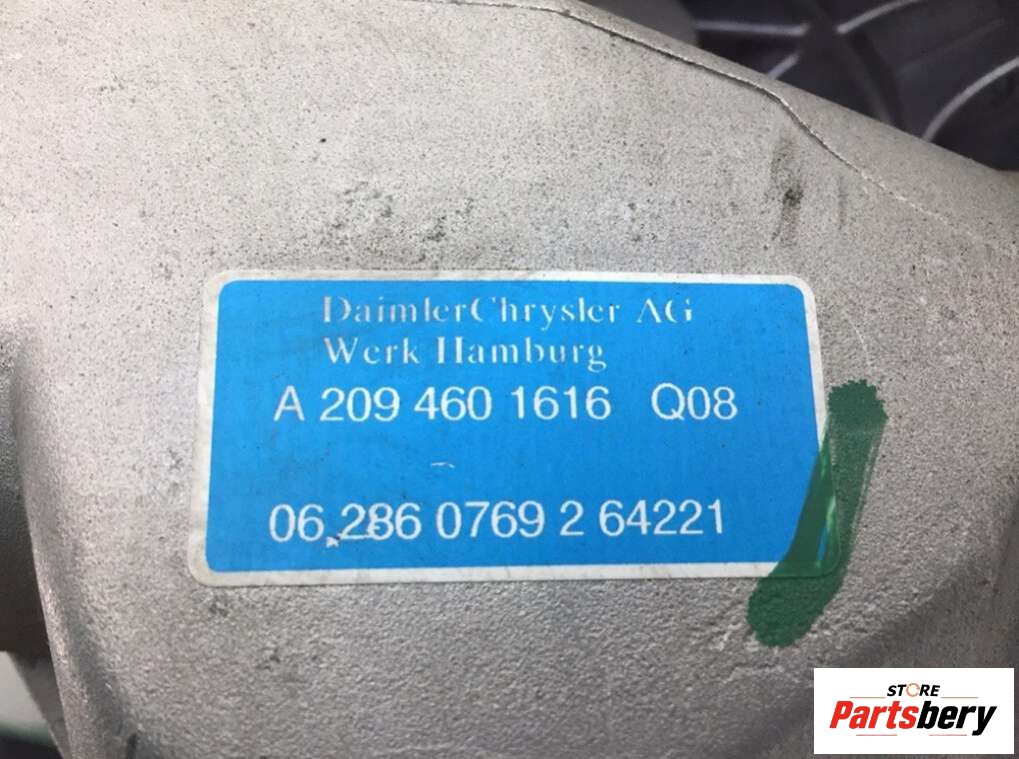 DaimlerChrysler AG
Werk Hamburg
A 209 460 1616 Q08
06.286 0769 2 64221
STORE
Partsbery